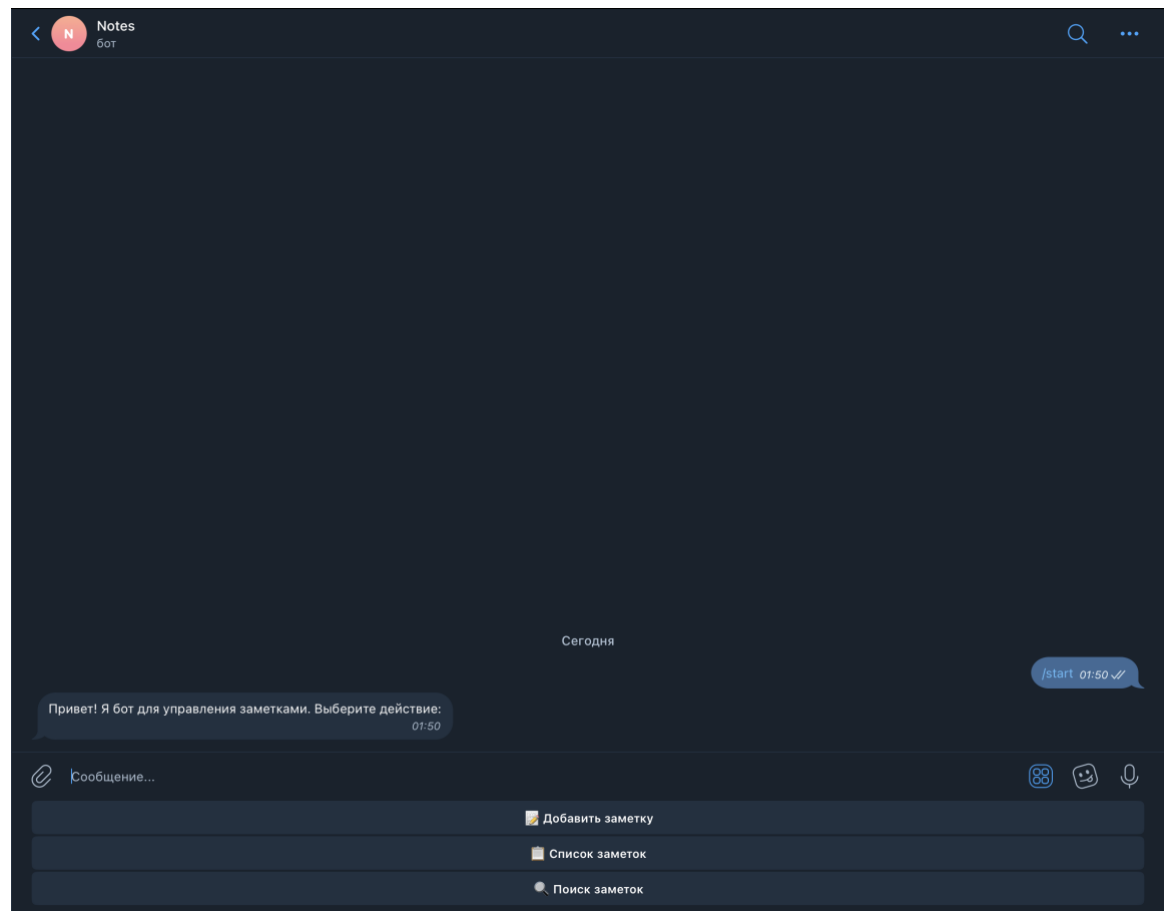 N
Notes
бот
Сегодня
/start 01:50
Привет! Я бот для управления заметками. Выберите действие:
01:50
Сообщение...
📝 Добавить заметку
📋 Список заметок
🔍 Поиск заметок